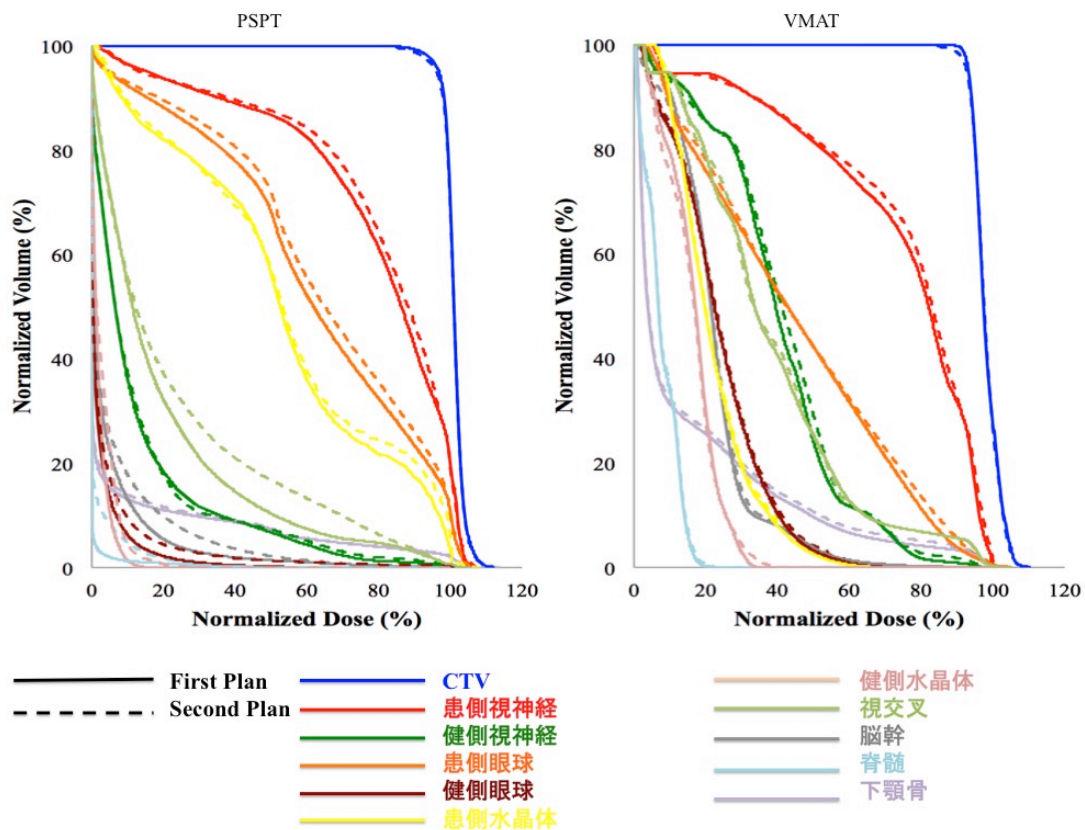 PSPT
Normalized Volume (%)
100
80
60
40
20
0
0 20 40 60 80 100 120
Normalized Dose (%)
VMAT
Normalized Volume (%)
100
80
60
40
20
0
0 20 40 60 80 100 120
Normalized Dose (%)
First Plan
Second Plan
CTV
患側視神経
健側視神経
患側眼球
健側眼球
患側水晶体
健側水晶体
視交叉
脳幹
脊髄
下顎骨